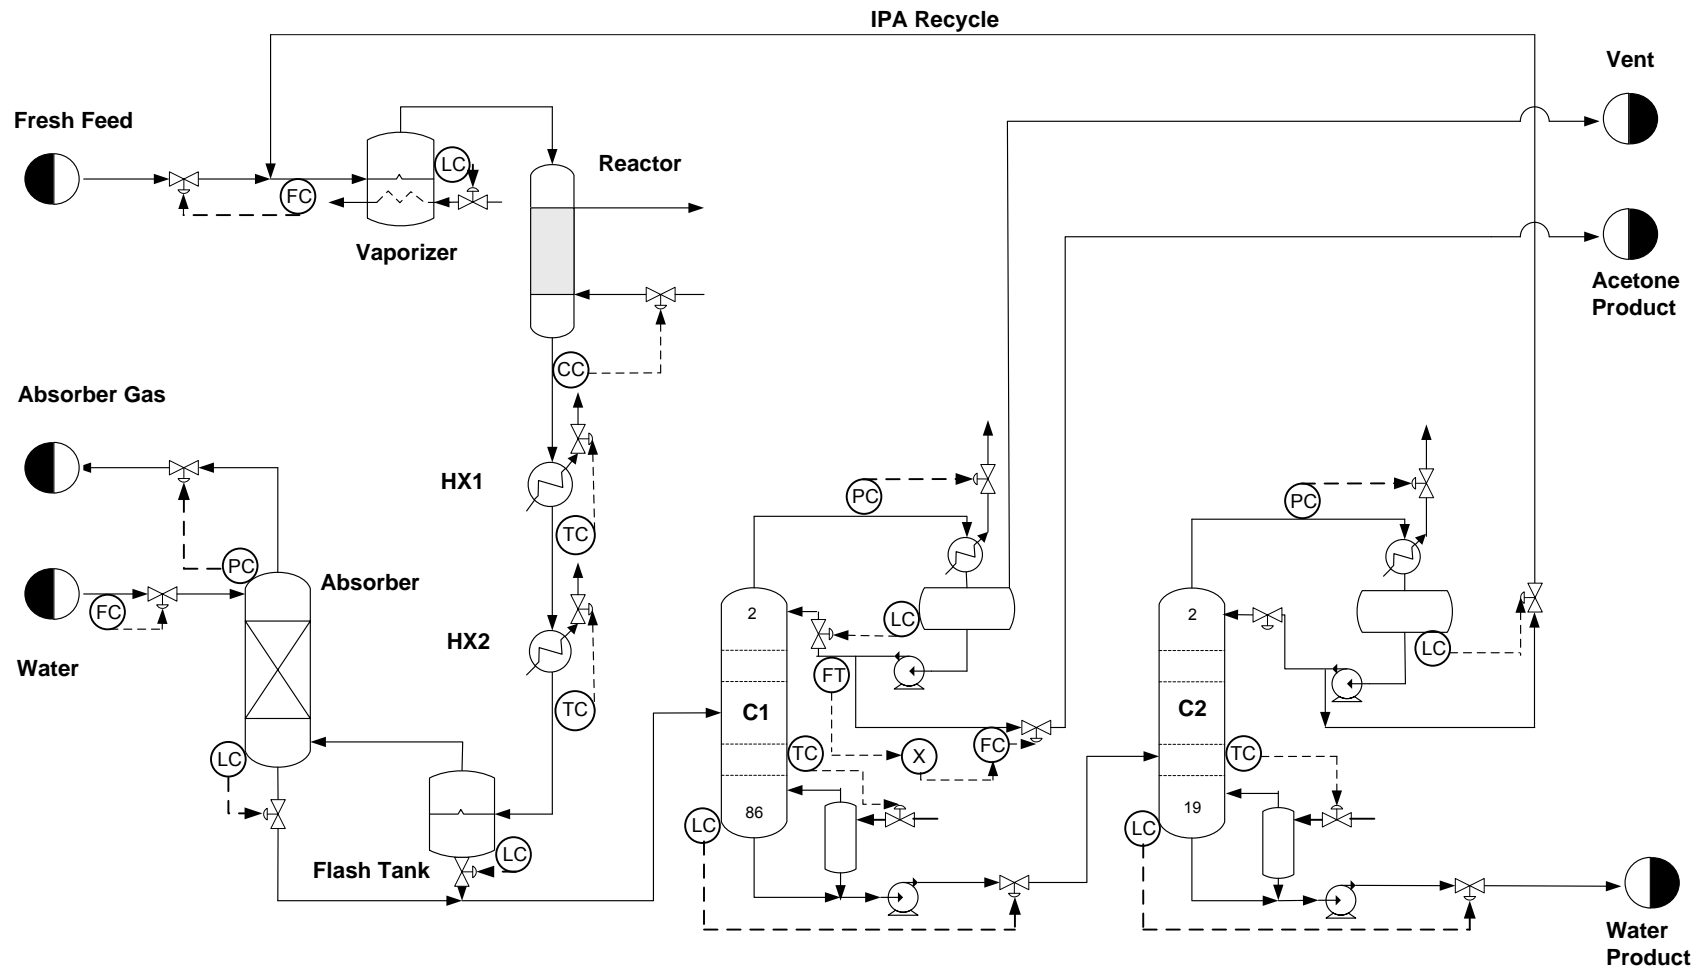 IPA Recycle
Vent
Fresh Feed
LC
Reactor
FC
Vaporizer
Acetone
Product
CC
Absorber Gas
HX1
PC
PC
TC
PC
Absorber
FC
2
LC
2
HX2
LC
Water
FT
TC
C1
C2
LC
TC
X
FC
TC
86
19
LC
LC
LC
Flash Tank
Water
Product